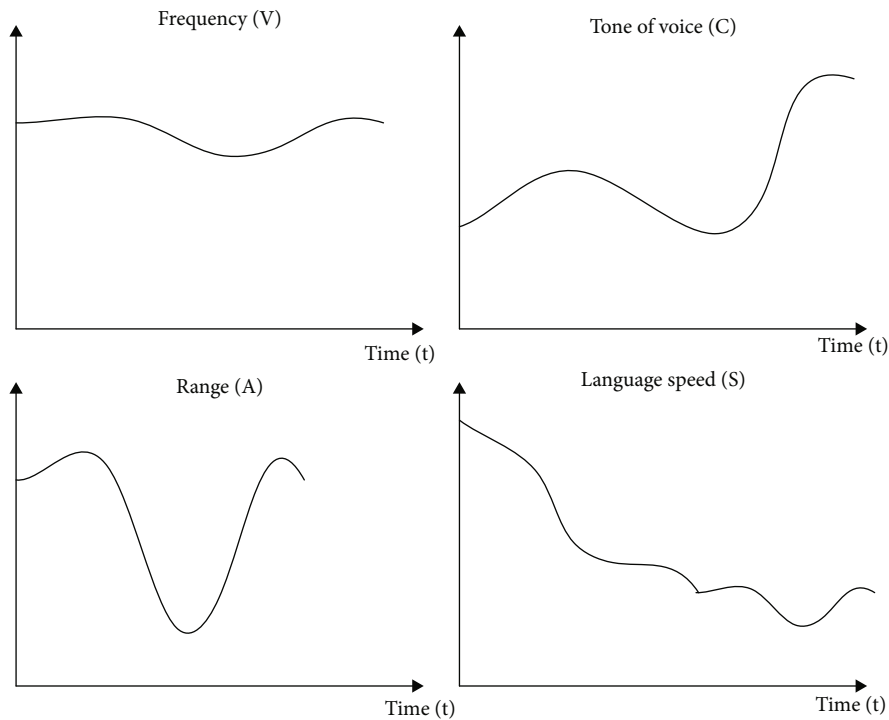 Frequency (V)
Tone of voice (C)
Time (t)
Time (t)
Range (A)
Language speed (S)
Time (t)
Time (t)